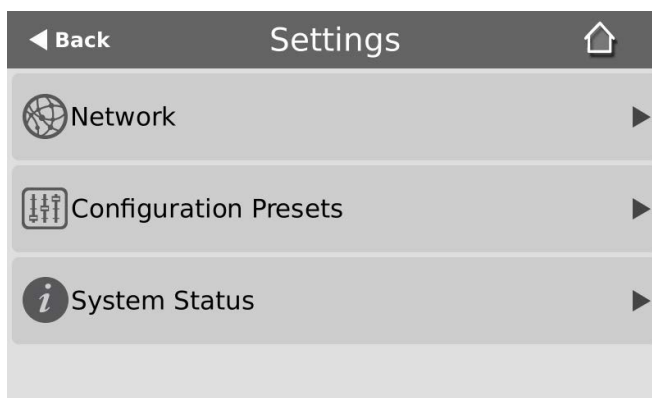 Back Settings
Network
Configuration Presets
System Status